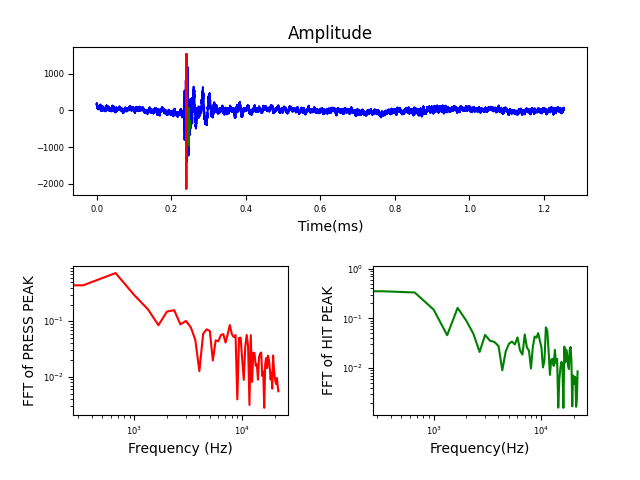 Amplitude
1000
0
−1000
−2000
0.0 0.2 0.4 0.6 0.8 1.0 1.2
Time(ms)
FFT of PRESS PEAK
10⁻¹
10⁻²
10³ 10⁴
Frequency (Hz)
FFT of HIT PEAK
10⁰
10⁻¹
10⁻²
10³ 10⁴
Frequency(Hz)